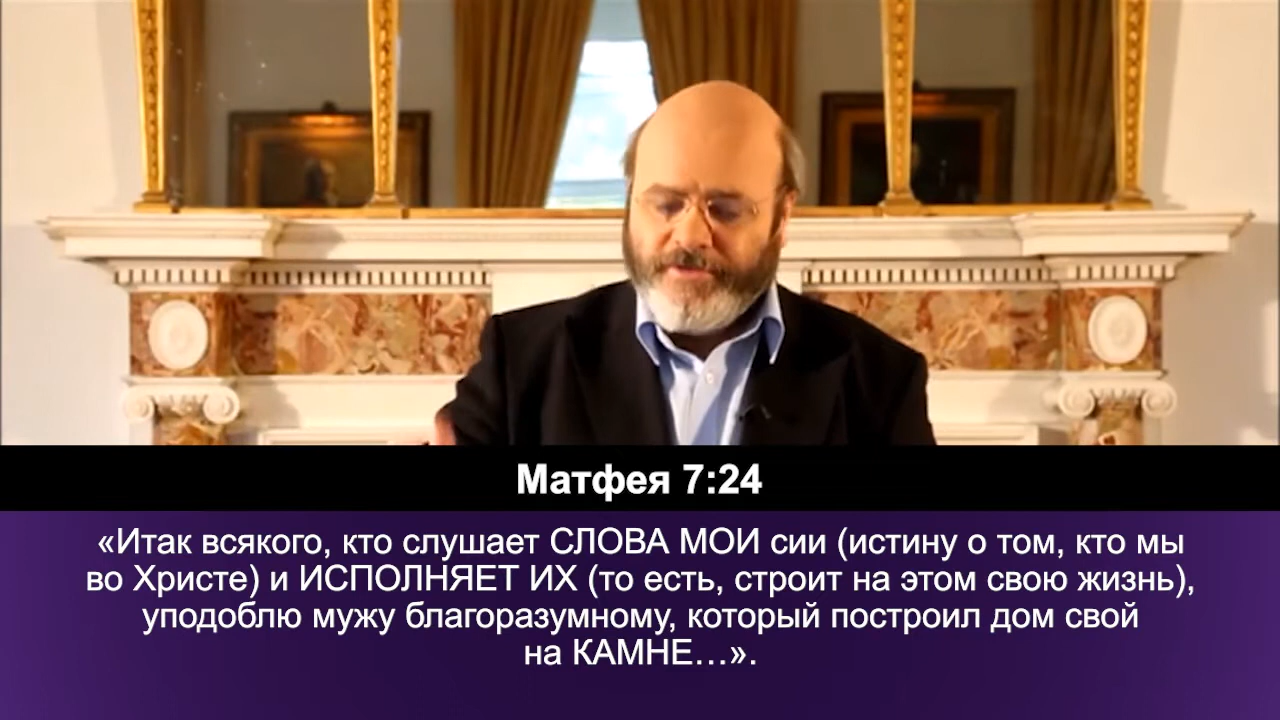 Матфея 7:24
«Итак всякого, кто слушает СЛОВА МОИ сии (истину о том, кто мы
во Христе) и ИСПОЛНЯЕТ ИХ (то есть, строит на этом свою жизнь),
уподоблю мужу благоразумному, который построил дом свой
на КАМНЕ…».